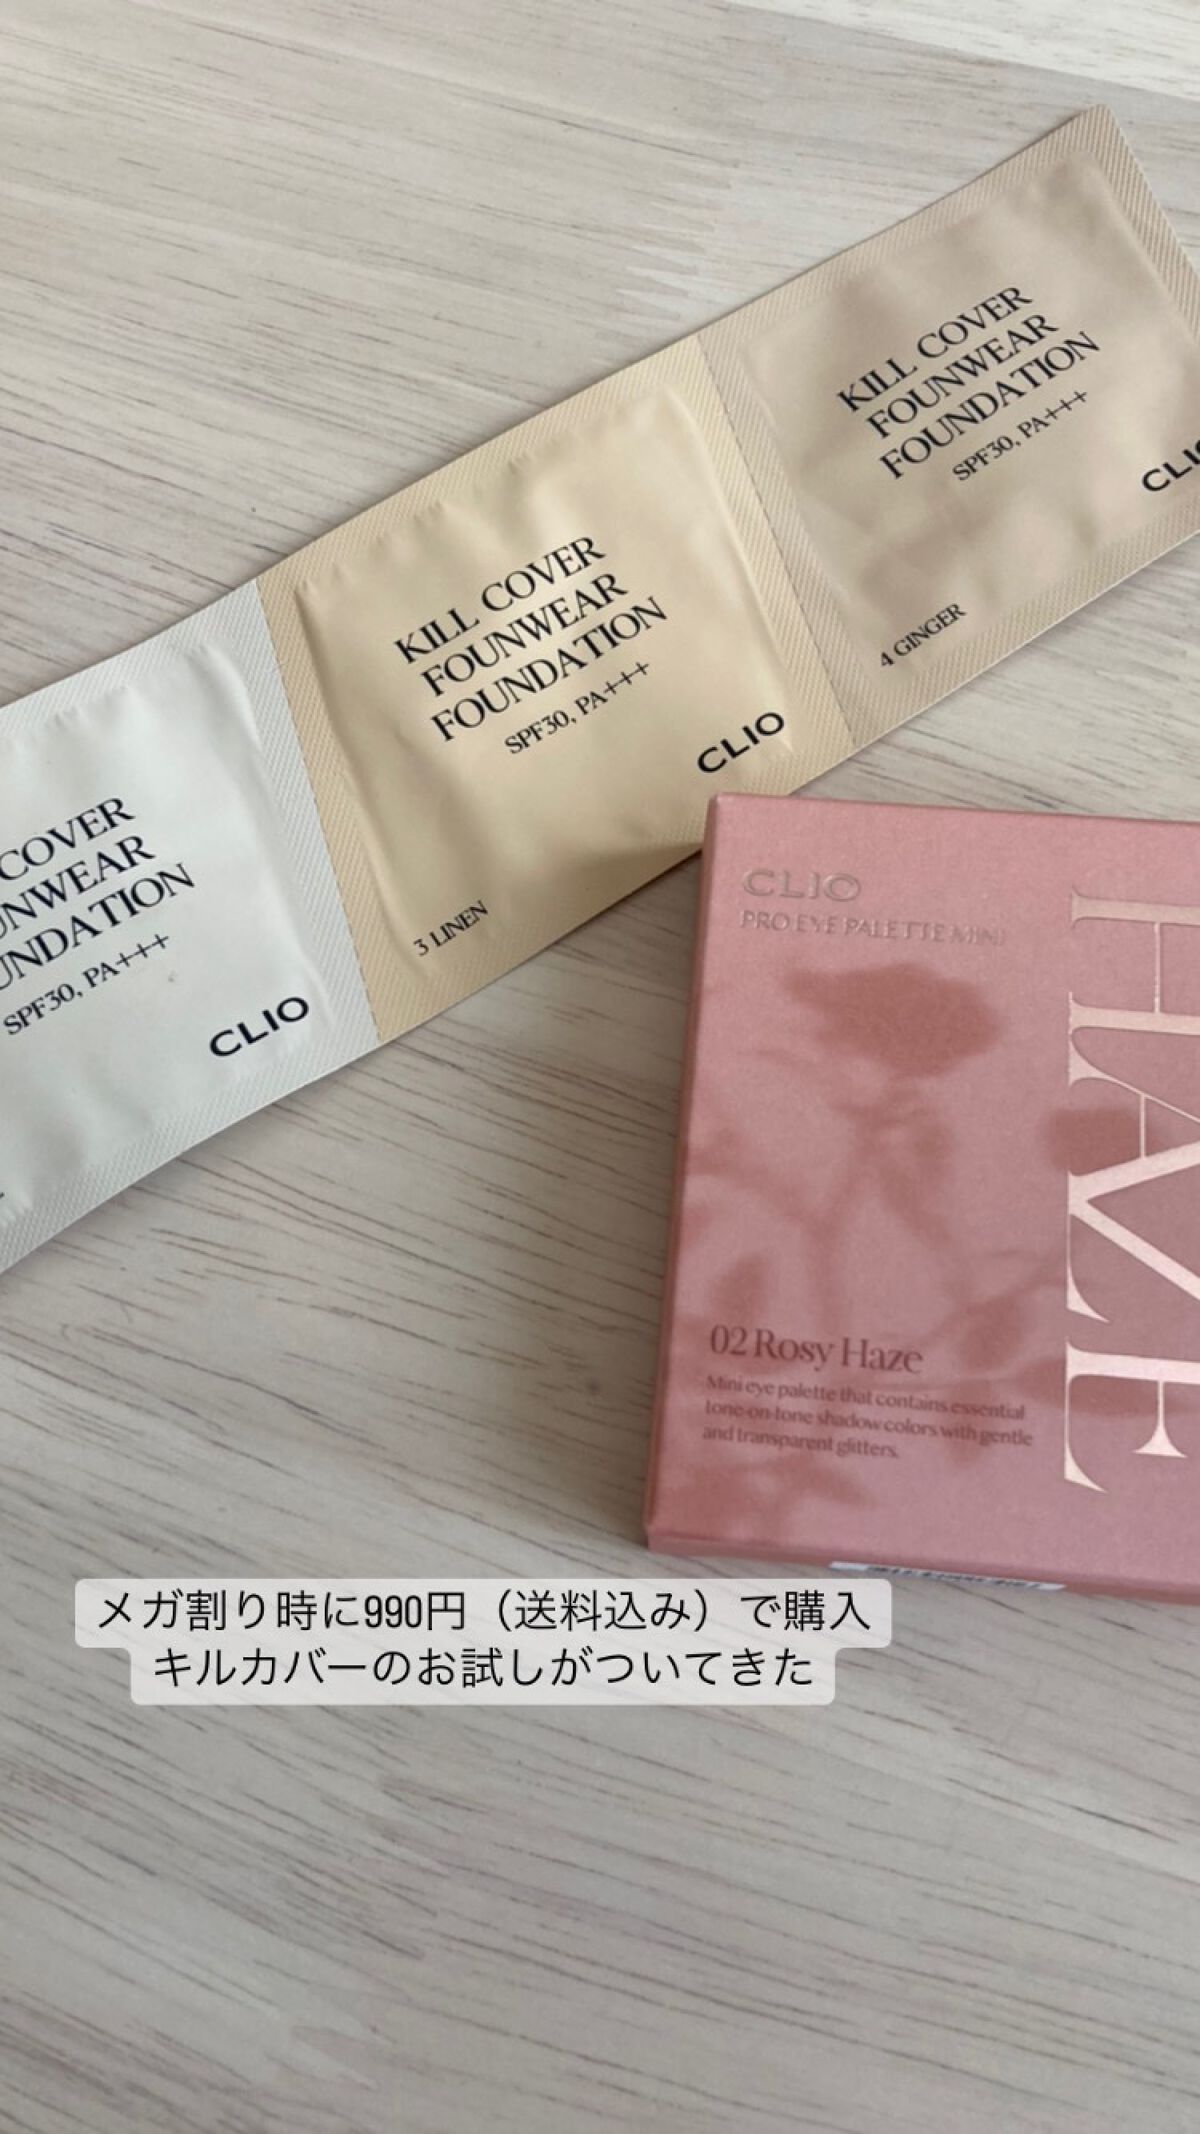 KILL COVER
FOUNWEAR
FOUNDATION
SPF30, PA+++
CLIO
4 GINGER
KILL COVER
FOUNWEAR
FOUNDATION
SPF30, PA+++
CLIO
3 LINEN
COVER
SPF30, PA+++
CLIO
CLIO
PRO EYE PALETTE MINI
HAZE
02 Rosy Haze
Mini eye palette that contains essential
tone-on-tone shadow colors with gentle
and transparent glitters.
メガ割り時に990円（送料込み）で購入
キルカバーのお試しがついてきた